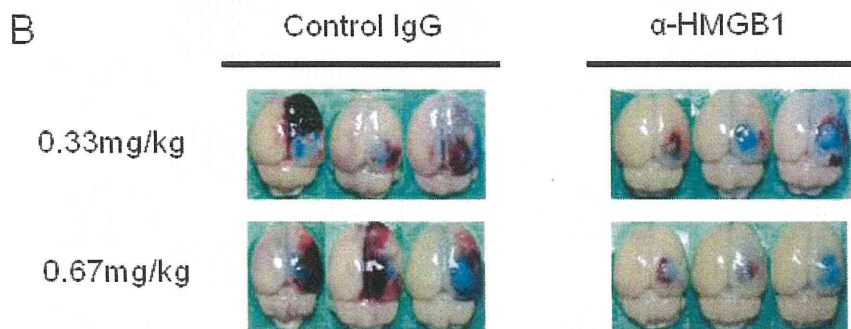 B
Control IgG
α-HMGB1
0.33mg/kg
0.67mg/kg